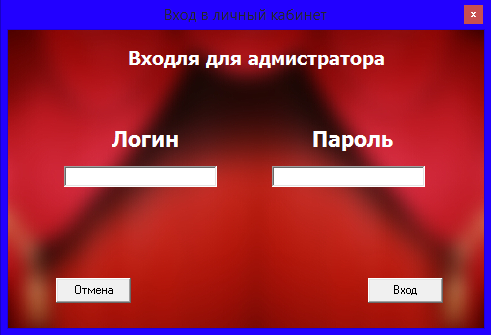 Вход в личный кабинет
x
Входля для адмистратора
Логин Пароль
Отмена Вход